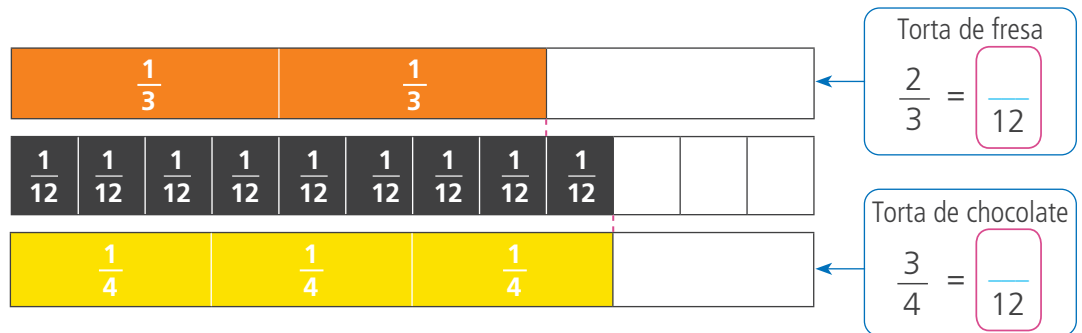 Torta de fresa
1/3 1/3
2/3 = __/12
1/12 1/12 1/12 1/12 1/12 1/12 1/12 1/12 1/12
Torta de chocolate
1/4 1/4 1/4
3/4 = __/12